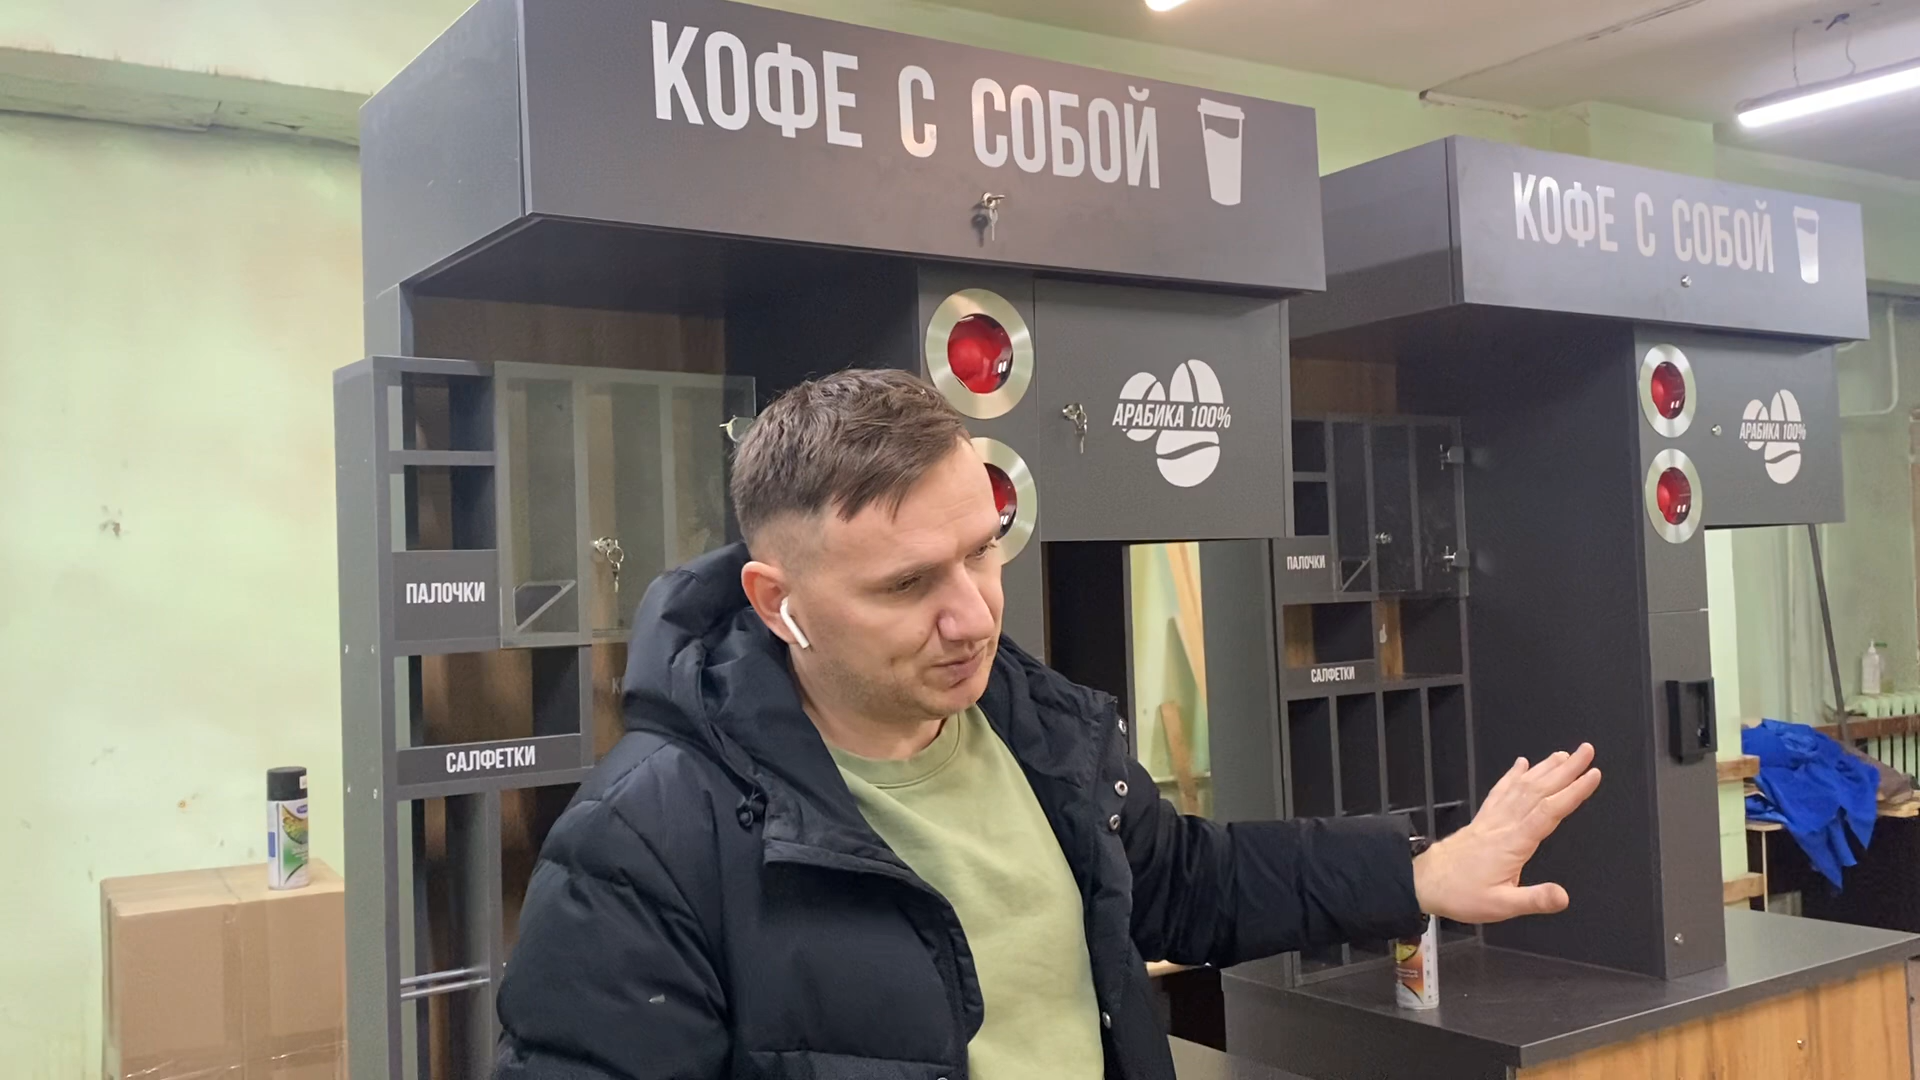 КОФЕ С СОБОЙ
АРАБИКА 100%
ПАЛОЧКИ
САЛФЕТКИ
КОФЕ С СОБОЙ
АРАБИКА 100%
ПАЛОЧКИ
САЛФЕТКИ